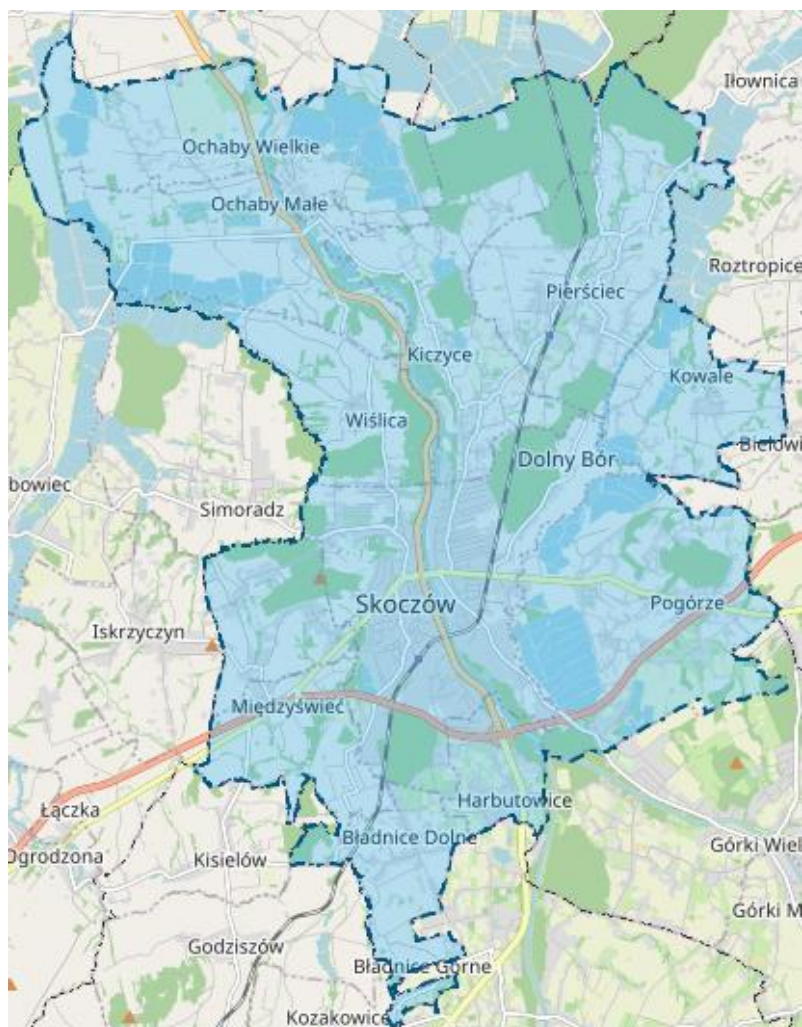 Iłownica
Ochaby Wielkie
Ochaby Małe
Roztropice
Pierściec
Kiczyce
Kowale
Wiślica
Bielowi
Dolny Bór
bowiec
Simoradz
Skoczów
Pogórze
Iskrzyczyn
Międzyświeć
Harbutowice
Łączka
Bładnice Dolne
Górki Wiel
Ogrodzona
Kisielów
Górki M
Godziszów
Bładnice Górne
Kozakowice